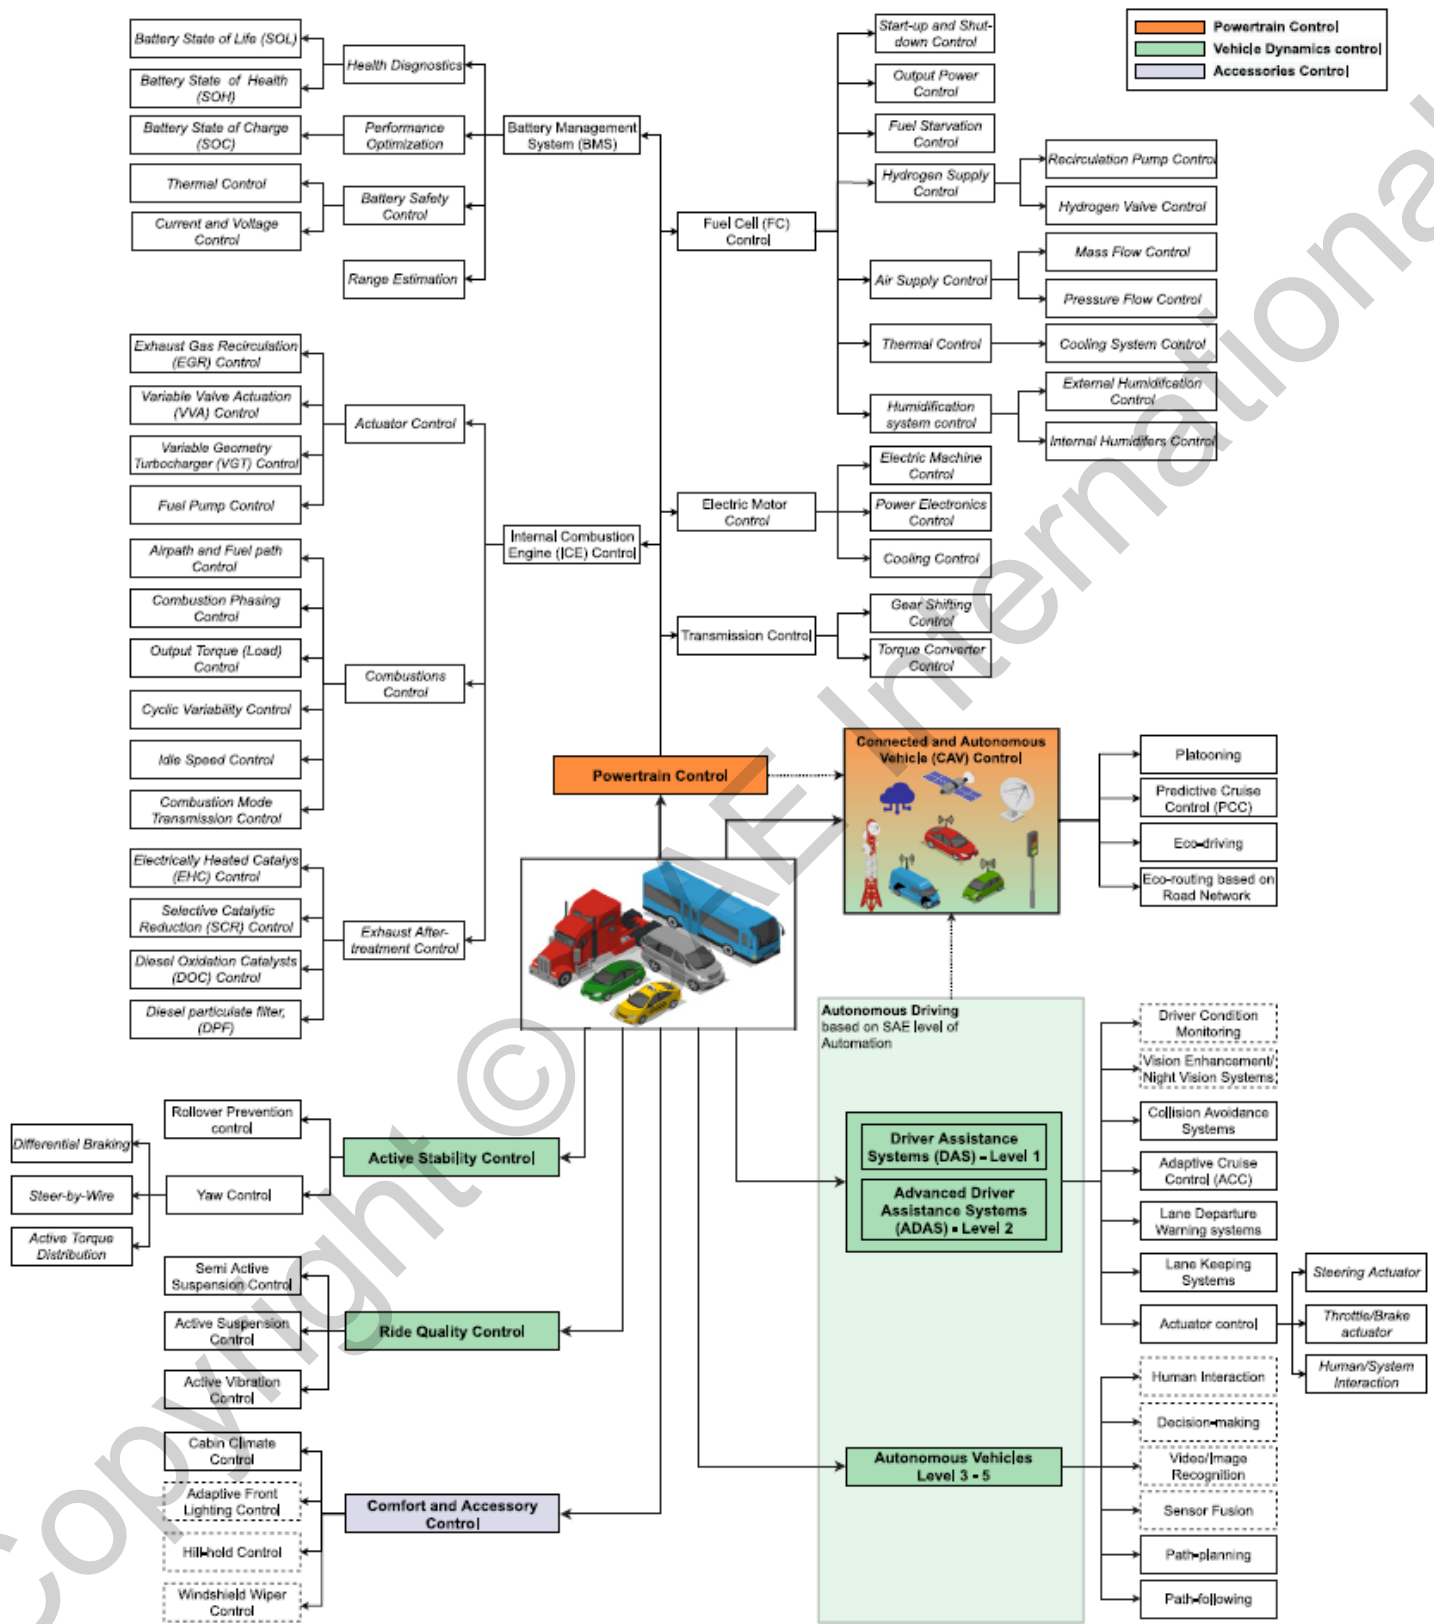 Powertrain Control
Vehicle Dynamics control
Accessories Control
Battery State of Life (SOL)
Battery State of Health
(SOH)
Health Diagnostics
Battery State of Charge
(SOC)
Performance
Optimization
Battery Management
System (BMS)
Thermal Control
Current and Voltage
Control
Battery Safety
Control
Range Estimation
Start-up and Shut-
down Control
Output Power
Control
Fuel Starvation
Control
Hydrogen Supply
Control
Recirculation Pump Control
Hydrogen Valve Control
Fuel Cell (FC)
Control
Air Supply Control
Mass Flow Control
Pressure Flow Control
Thermal Control
Cooling System Control
Humidification
system control
External Humidifcation
Control
Internal Humidifers Control
Exhaust Gas Recirculation
(EGR) Control
Variable Valve Actuation
(VVA) Control
Variable Geometry
Turbocharger (VGT) Control
Fuel Pump Control
Actuator Control
Electric Motor
Control
Electric Machine
Control
Power Electronics
Control
Cooling Control
Internal Combustion
Engine (ICE) Control
Airpath and Fuel path
Control
Combustion Phasing
Control
Output Torque (Load)
Control
Cyclic Variability Control
Idle Speed Control
Combustion Mode
Transmission Control
Combustions
Control
Transmission Control
Gear Shifting
Control
Torque Converter
Control
Powertrain Control
Connected and Autonomous
Vehicle (CAV) Control
Platooning
Predictive Cruise
Control (PCC)
Eco-driving
Eco-routing based on
Road Network
Electrically Heated Catalys
(EHC) Control
Selective Catalytic
Reduction (SCR) Control
Diesel Oxidation Catalysts
(DOC) Control
Diesel particulate filter,
(DPF)
Exhaust After-
treatment Control
Autonomous Driving
based on SAE level of
Automation
Driver Assistance
Systems (DAS) - Level 1
Advanced Driver
Assistance Systems
(ADAS) - Level 2
Driver Condition
Monitoring
Vision Enhancement/
Night Vision Systems
Collision Avoidance
Systems
Adaptive Cruise
Control (ACC)
Lane Departure
Warning systems
Lane Keeping
Systems
Actuator control
Steering Actuator
Throttle/Brake
actuator
Human/System
Interaction
Rollover Prevention
control
Differential Braking
Steer-by-Wire
Active Torque
Distribution
Yaw Control
Active Stability Control
Semi Active
Suspension Control
Active Suspension
Control
Active Vibration
Control
Ride Quality Control
Cabin Climate
Control
Adaptive Front
Lighting Control
Hill-hold Control
Windshield Wiper
Control
Comfort and Accessory
Control
Autonomous Vehicles
Level 3 - 5
Human Interaction
Decision-making
Video/Image
Recognition
Sensor Fusion
Path-planning
Path-following
Copyright © SAE International